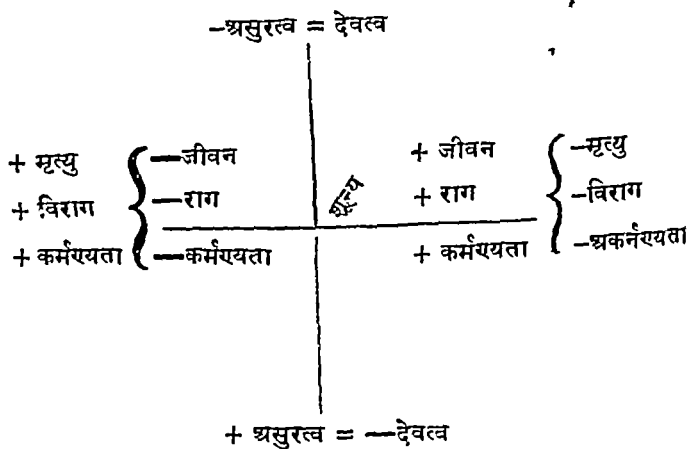 –असुरत्व = देवत्व
+ मृत्यु { —जीवन + जीवन { –मृत्यु
+ विराग —राग शून्य + राग –विराग
+ कर्मण्यता —कर्मण्यता + कर्मण्यता –अकर्नण्यता
+ असुरत्व = —देवत्व